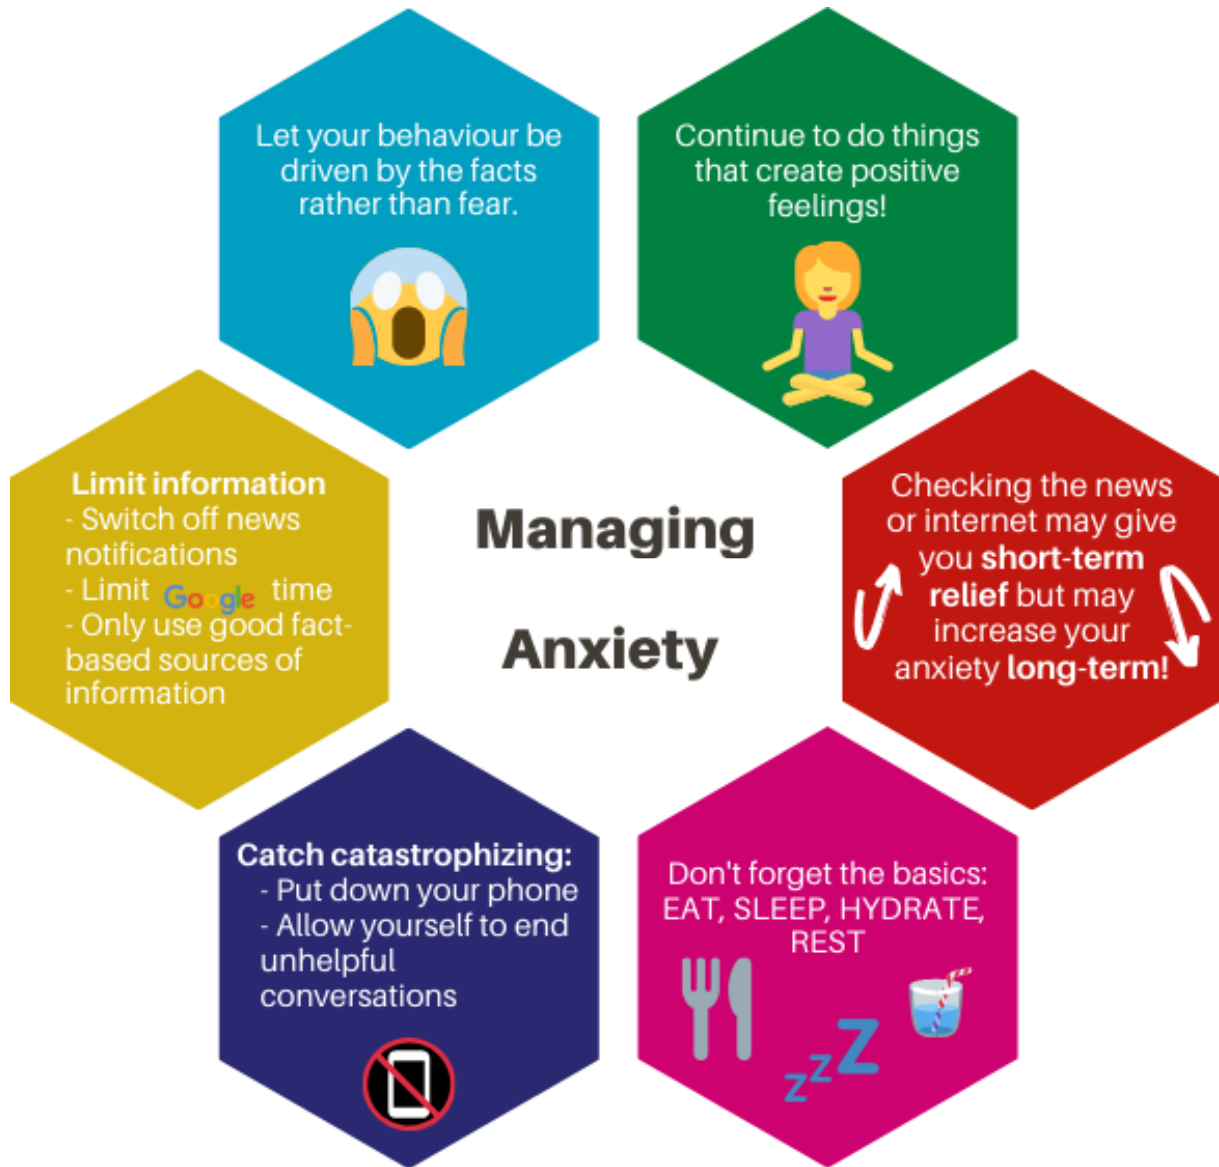 Let your behaviour be
driven by the facts
rather than fear.
Continue to do things
that create positive
feelings!
Limit information
- Switch off news
notifications
- Limit Google time
- Only use good fact-
based sources of
information
Managing
Anxiety
Checking the news
or internet may give
you short-term
relief but may
increase your
anxiety long-term!
Catch catastrophizing:
- Put down your phone
- Allow yourself to end
unhelpful
conversations
Don't forget the basics:
EAT, SLEEP, HYDRATE,
REST
zzZ